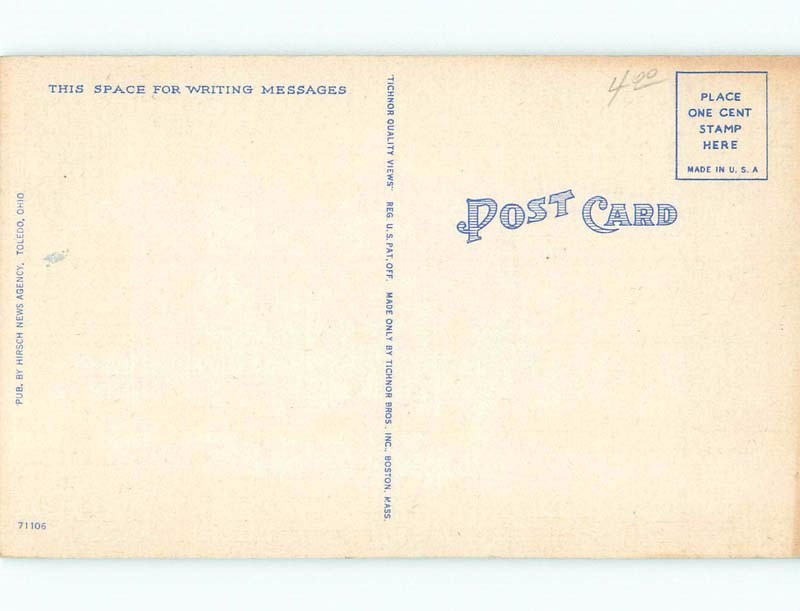 THIS SPACE FOR WRITING MESSAGES
4 00
PLACE
ONE CENT
STAMP
HERE
MADE IN U. S. A
POST CARD
"TICHNOR QUALITY VIEWS" REG. U. S. PAT. OFF. MADE ONLY BY TICHNOR BROS. INC., BOSTON, MASS.
PUB. BY HIRSCH NEWS AGENCY, TOLEDO, OHIO
71106